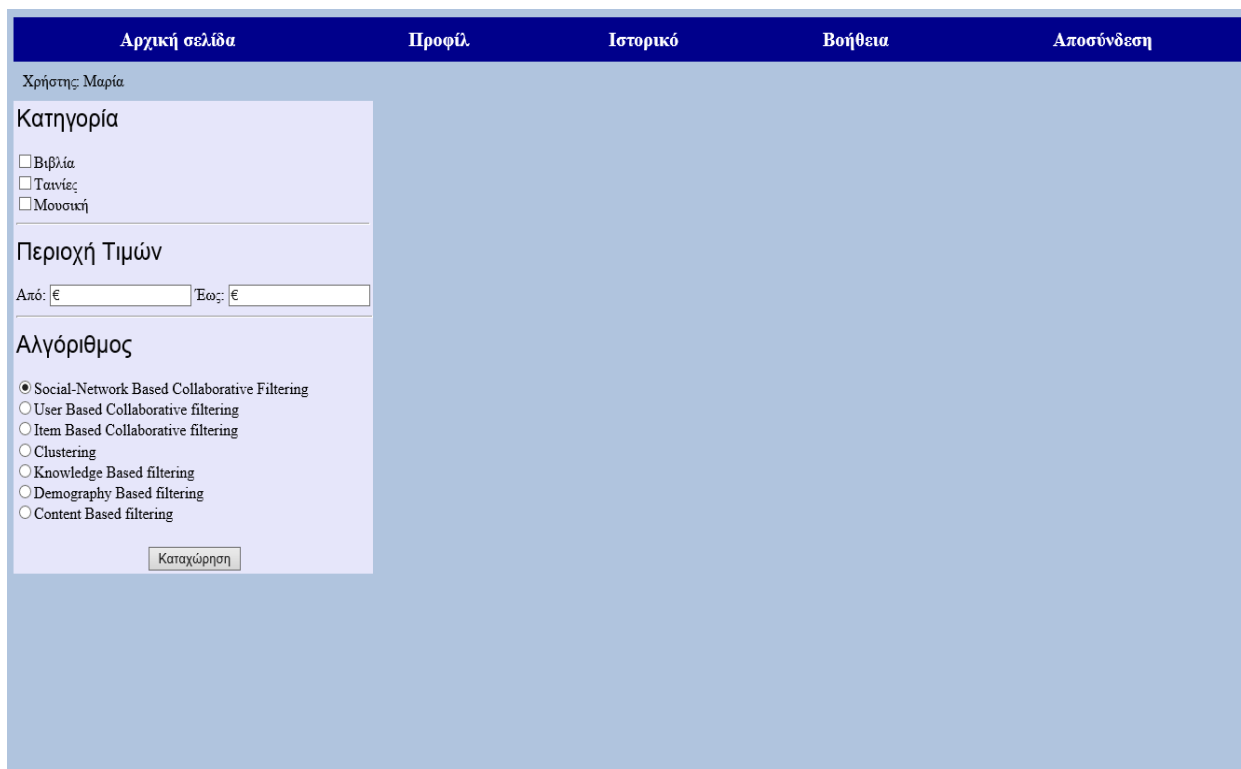 Αρχική σελίδα Προφίλ Ιστορικό Βοήθεια Αποσύνδεση
Χρήστης: Μαρία
Κατηγορία
Βιβλία
Ταινίες
Μουσική
Περιοχή Τιμών
Από: € Έως: €
Αλγόριθμος
Social-Network Based Collaborative Filtering
User Based Collaborative filtering
Item Based Collaborative filtering
Clustering
Knowledge Based filtering
Demography Based filtering
Content Based filtering
Καταχώρηση